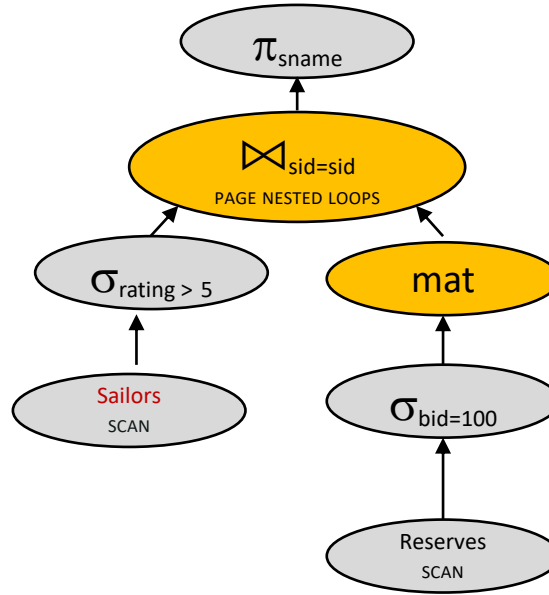 πsname
⋈sid=sid
PAGE NESTED LOOPS
σrating > 5
mat
Sailors
SCAN
σbid=100
Reserves
SCAN